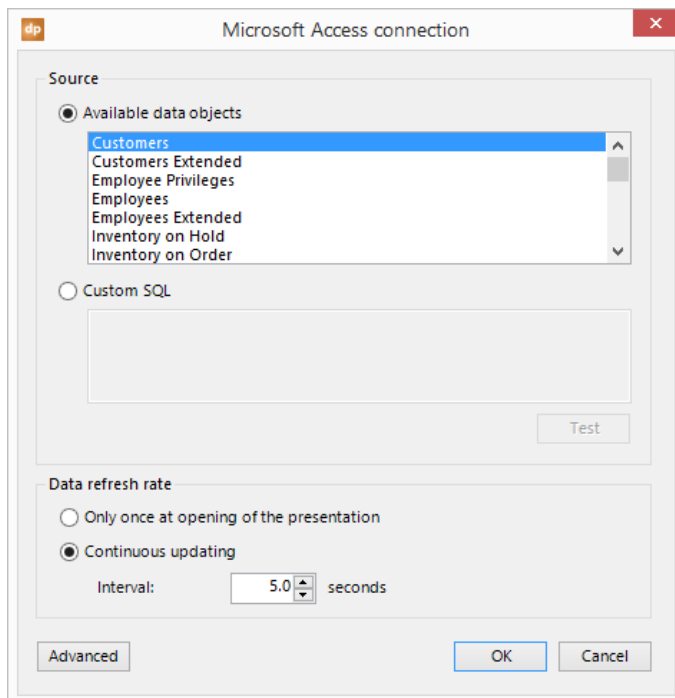 dp Microsoft Access connection
Source
Available data objects
Customers
Customers Extended
Employee Privileges
Employees
Employees Extended
Inventory on Hold
Inventory on Order
Custom SQL
Test
Data refresh rate
Only once at opening of the presentation
Continuous updating
Interval: 5.0 seconds
Advanced OK Cancel